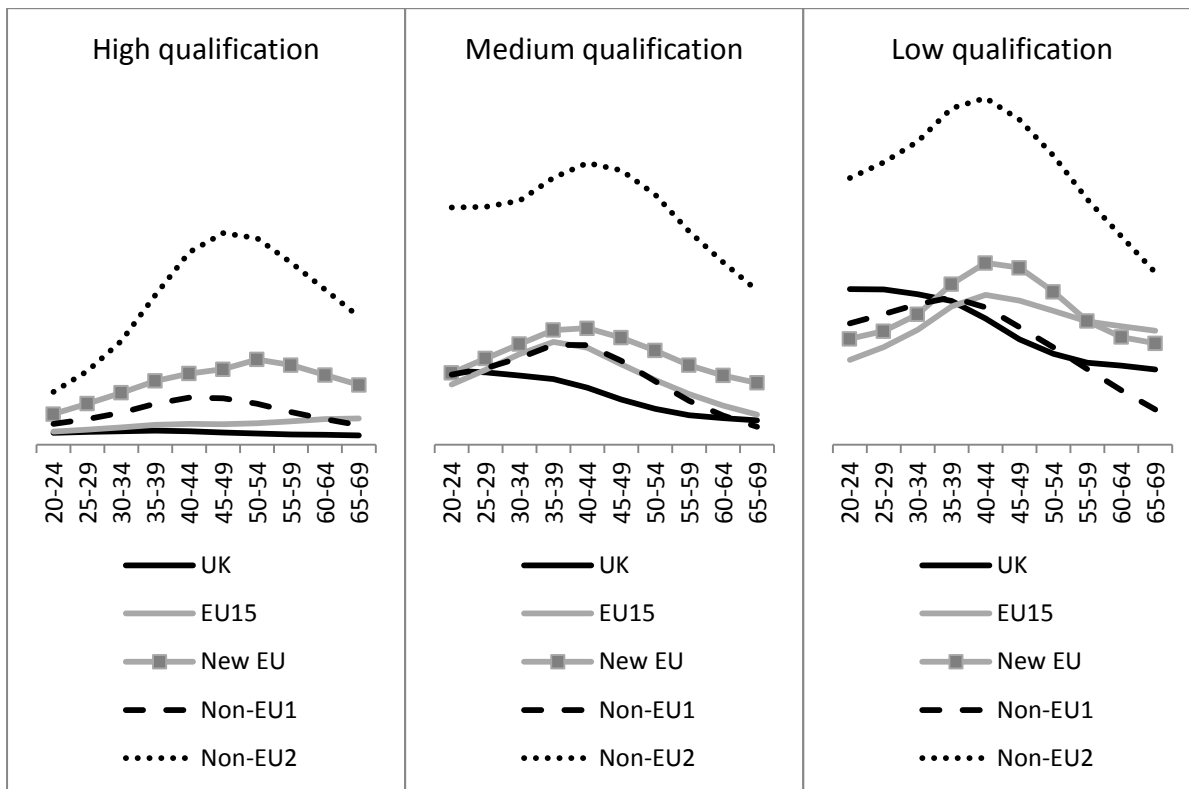 High qualification
20-24
25-29
30-34
35-39
40-44
45-49
50-54
55-59
60-64
65-69
UK
EU15
New EU
Non-EU1
Non-EU2
Medium qualification
20-24
25-29
30-34
35-39
40-44
45-49
50-54
55-59
60-64
65-69
UK
EU15
New EU
Non-EU1
Non-EU2
Low qualification
20-24
25-29
30-34
35-39
40-44
45-49
50-54
55-59
60-64
65-69
UK
EU15
New EU
Non-EU1
Non-EU2